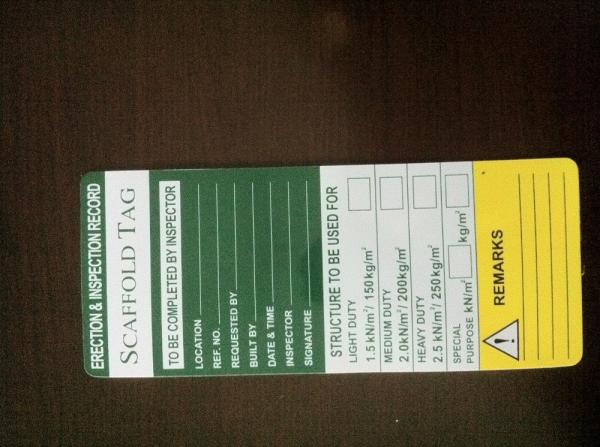 ERECTION & INSPECTION RECORD
SCAFFOLD TAG
TO BE COMPLETED BY INSPECTOR
LOCATION
REF. NO.
REQUESTED BY
BUILT BY
DATE & TIME
INSPECTOR
SIGNATURE
STRUCTURE TO BE USED FOR
LIGHT DUTY
1.5 kN/m²/ 150kg/m²
MEDIUM DUTY
2.0kN/m²/ 200kg/m²
HEAVY DUTY
2.5 kN/m²/ 250kg/m²
SPECIAL
PURPOSE kN/m² kg/m²
! REMARKS